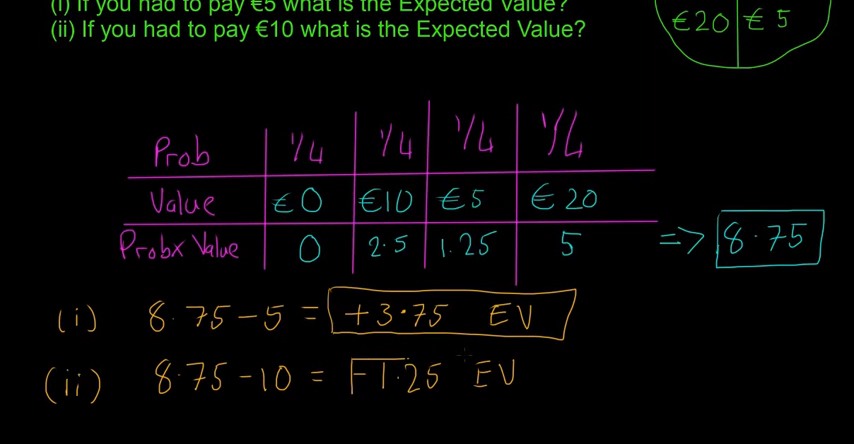 (i) If you had to pay €5 what is the Expected Value?
(ii) If you had to pay €10 what is the Expected Value?
€20 € 5
Prob 1/4 1/4 1/4 1/4
Value €0 €10 €5 €20
Probx Value 0 2.5 1.25 5 => 8.75
(i) 8.75 - 5 = +3.75 EV
(ii) 8.75 - 10 = -1.25 EV